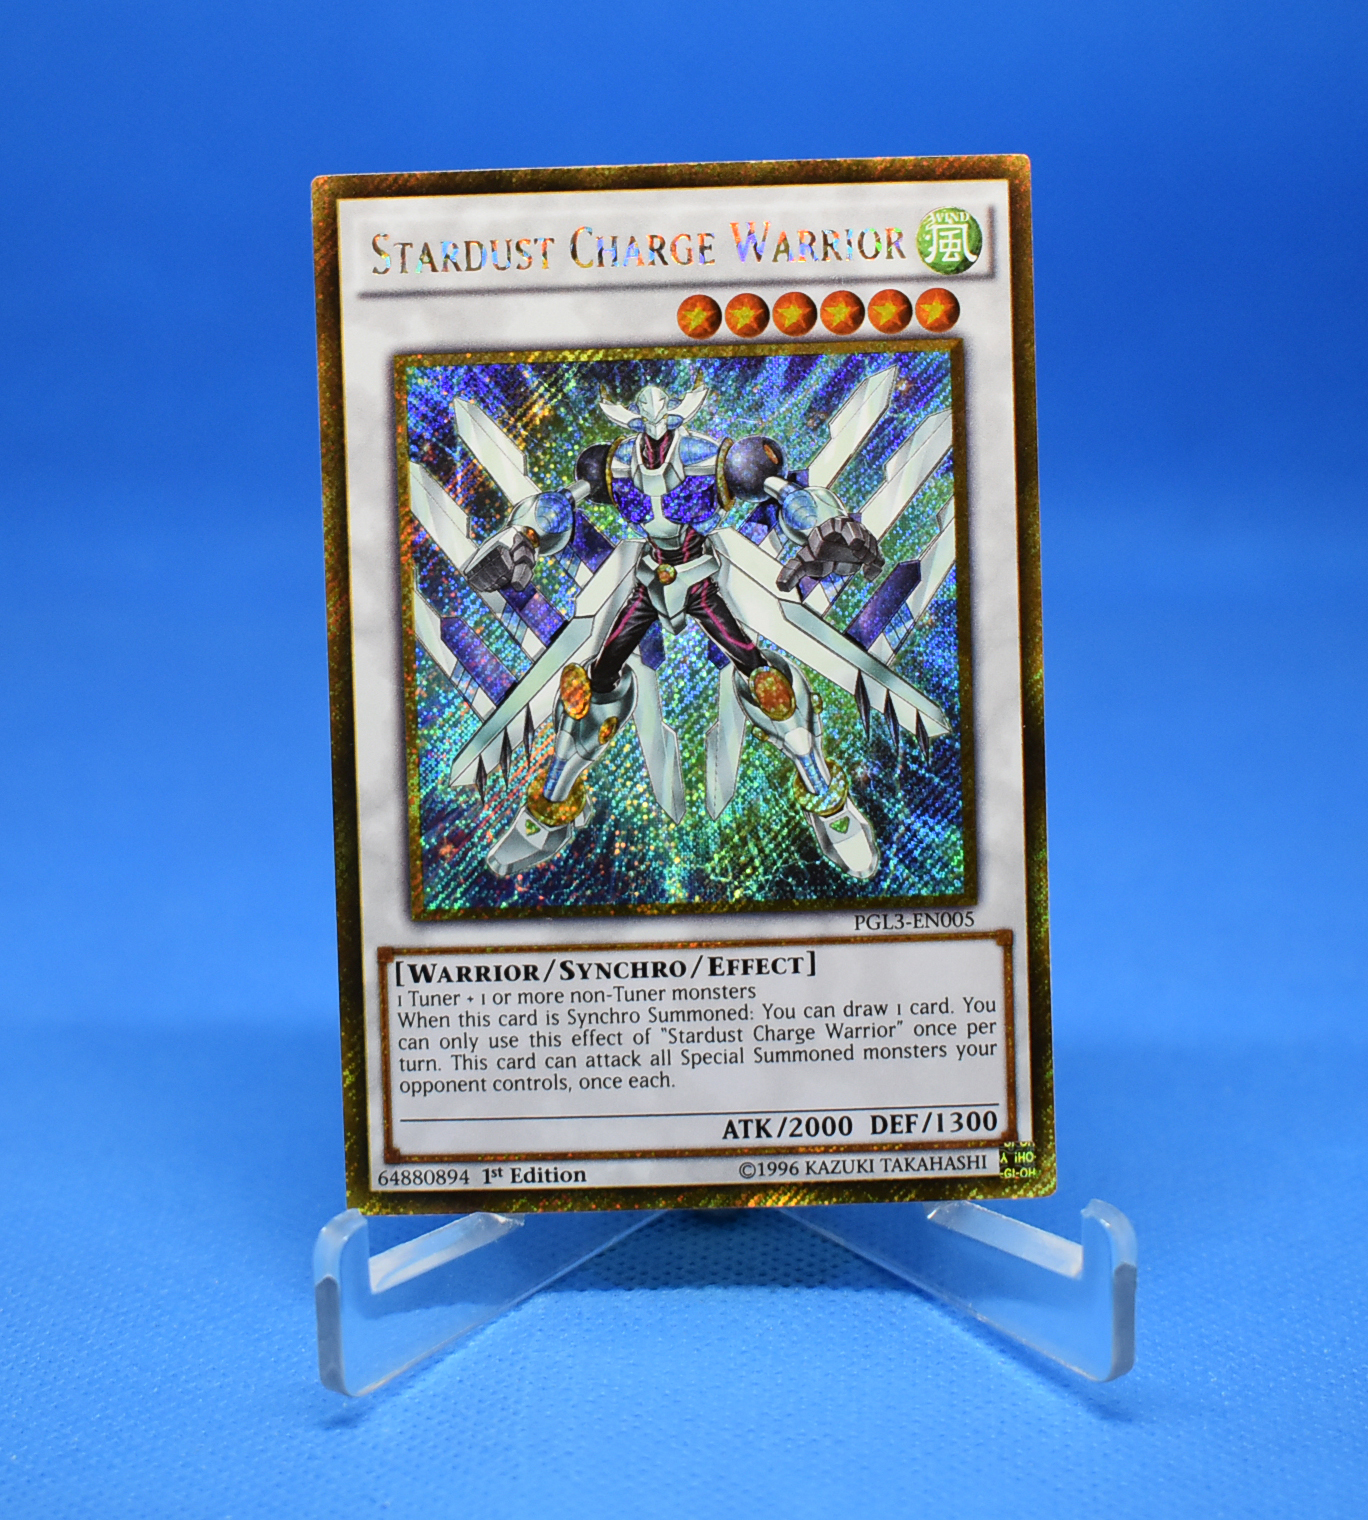 STARDUST CHARGE WARRIOR
WIND
風
PGL3-EN005
[WARRIOR/SYNCHRO/EFFECT]
1 Tuner + 1 or more non-Tuner monsters
When this card is Synchro Summoned: You can draw 1 card. You
can only use this effect of "Stardust Charge Warrior" once per
turn. This card can attack all Special Summoned monsters your
opponent controls, once each.
ATK/2000 DEF/1300
64880894 1st Edition
©1996 KAZUKI TAKAHASHI